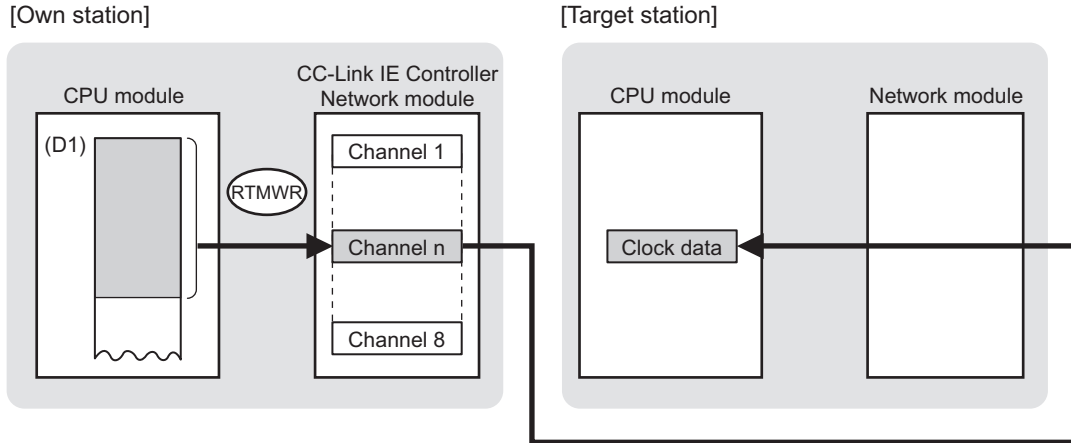 [Own station]
[Target station]
CC-Link IE Controller
Network module
CPU module
CPU module
Network module
(D1)
Channel 1
RTMWR
Channel n
Clock data
Channel 8